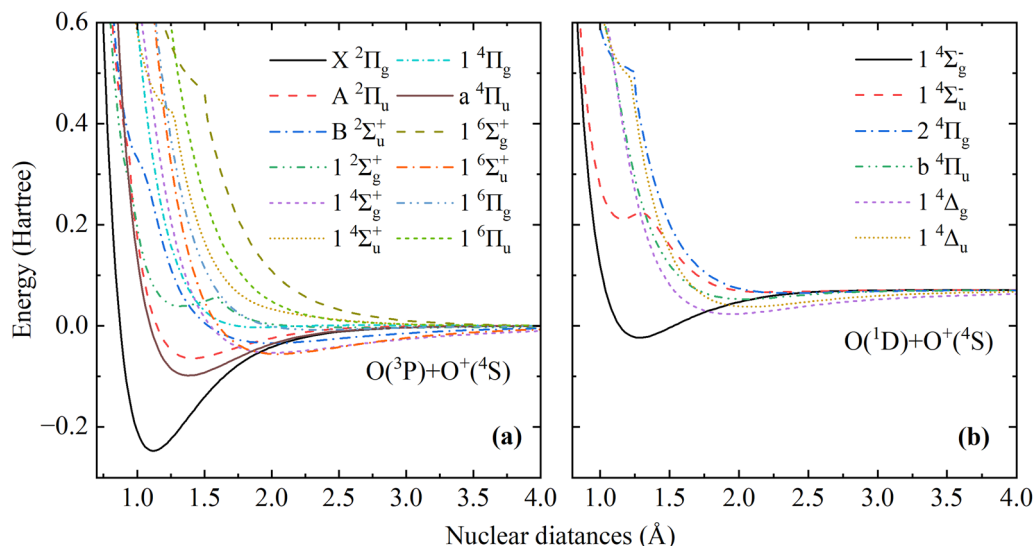 0.6
0.4
0.2
0.0
−0.2
Energy (Hartree)
X ²Πg
A ²Πu
B ²Σu⁺
1 ²Σg⁺
1 ⁴Σg⁺
1 ⁴Σu⁺
1 ⁴Πg
a ⁴Πu
1 ⁶Σg⁺
1 ⁶Σu⁺
1 ⁶Πg
1 ⁶Πu
O(³P)+O⁺(⁴S)
(a)
1.0 1.5 2.0 2.5 3.0 3.5 4.0
1 ⁴Σg⁻
1 ⁴Σu⁻
2 ⁴Πg
b ⁴Πu
1 ⁴Δg
1 ⁴Δu
O(¹D)+O⁺(⁴S)
(b)
1.0 1.5 2.0 2.5 3.0 3.5 4.0
Nuclear diatances (Å)